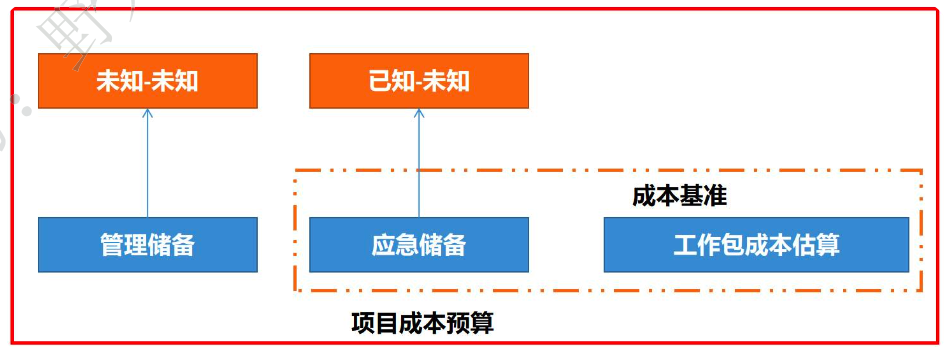 未知-未知
已知-未知
成本基准
管理储备
应急储备
工作包成本估算
项目成本预算